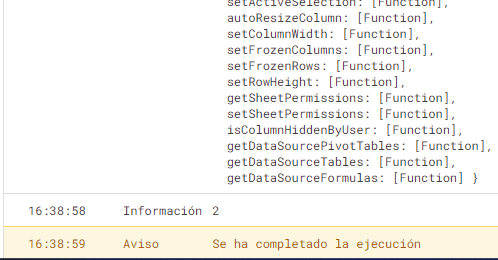 setActiveSelection: [Function],
autoResizeColumn: [Function],
setColumnWidth: [Function],
setFrozenColumns: [Function],
setFrozenRows: [Function],
setRowHeight: [Function],
getSheetPermissions: [Function],
setSheetPermissions: [Function],
isColumnHiddenByUser: [Function],
getDataSourcePivotTables: [Function],
getDataSourceTables: [Function],
getDataSourceFormulas: [Function] }
16:38:58 Información 2
16:38:59 Aviso Se ha completado la ejecución